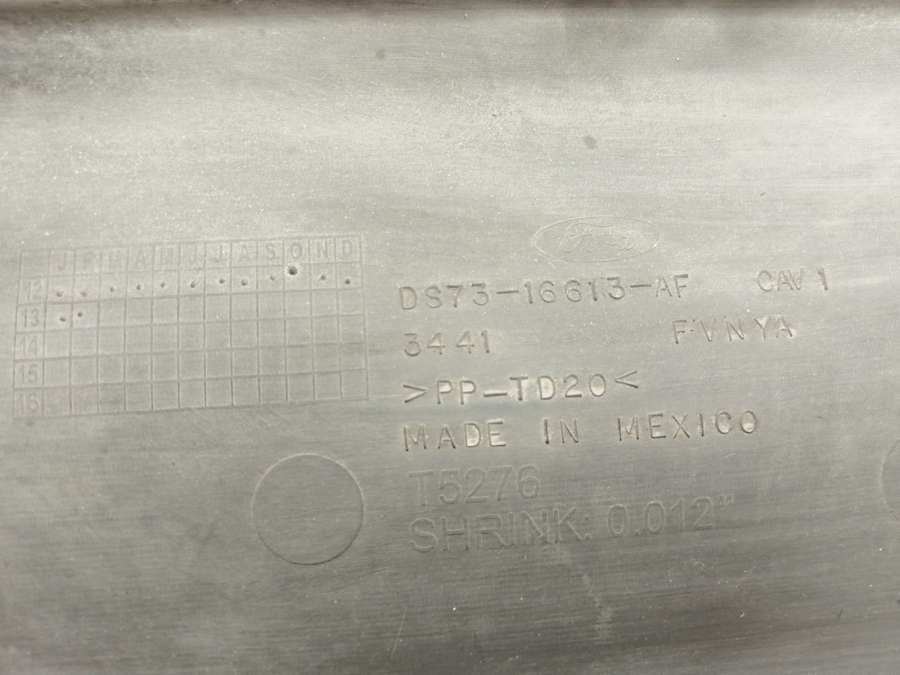 J F M A M J J A S O N D
12
13
14
15
16
Ford
DS73-16613-AF CAV 1
3441 FVNYA
>PP-TD20<
MADE IN MEXICO
T5276
SHRINK: 0.012"